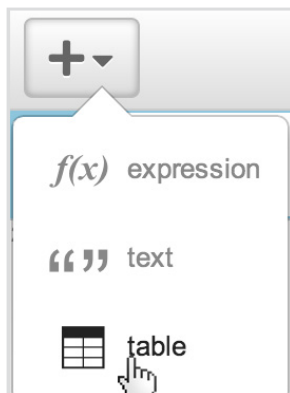 f(x) expression
“ ” text
table